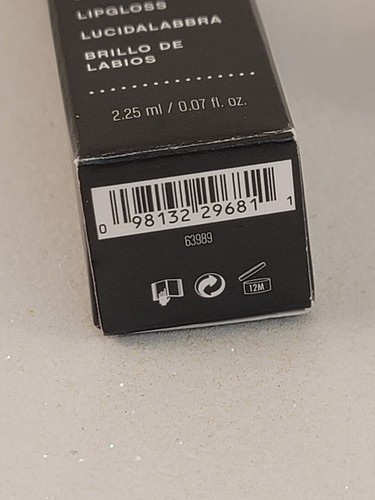 LIPGLOSS
LUCIDALABBRA
BRILLO DE
LABIOS
2.25 ml / 0.07 fl. oz.
0 98132 29681 1
63989
12M